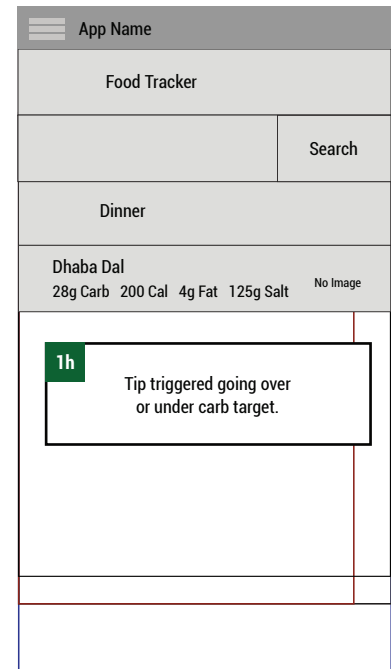 App Name
Food Tracker
Search
Dinner
Dhaba Dal
28g Carb 200 Cal 4g Fat 125g Salt No Image
1h
Tip triggered going over
or under carb target.